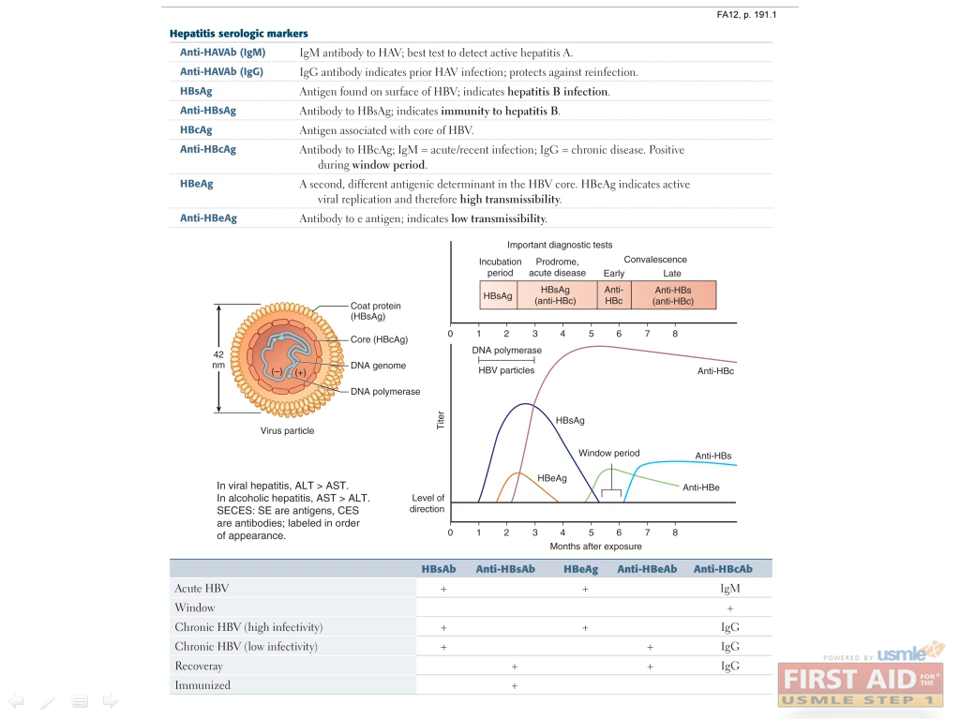 FA12, p. 191.1
Hepatitis serologic markers
Anti-HAVAb (IgM) IgM antibody to HAV; best test to detect active hepatitis A.
Anti-HAVAb (IgG) IgG antibody indicates prior HAV infection; protects against reinfection.
HBsAg Antigen found on surface of HBV; indicates hepatitis B infection.
Anti-HBsAg Antibody to HBsAg; indicates immunity to hepatitis B.
HBcAg Antigen associated with core of HBV.
Anti-HBcAg Antibody to HBcAg; IgM = acute/recent infection; IgG = chronic disease. Positive
during window period.
HBeAg A second, different antigenic determinant in the HBV core. HBeAg indicates active
viral replication and therefore high transmissibility.
Anti-HBeAg Antibody to e antigen; indicates low transmissibility.
Important diagnostic tests
Incubation period
Prodrome, acute disease
Convalescence
Early Late
HBsAg
HBsAg (anti-HBc)
Anti-HBc
Anti-HBs (anti-HBc)
0 1 2 3 4 5 6 7 8
Coat protein (HBsAg)
Core (HBcAg)
DNA genome
DNA polymerase
42 nm
(–) (+)
Virus particle
DNA polymerase
HBV particles
Anti-HBc
Titer
HBsAg
Window period
Anti-HBs
HBeAg
Anti-HBe
Level of direction
0 1 2 3 4 5 6 7 8
Months after exposure
In viral hepatitis, ALT > AST.
In alcoholic hepatitis, AST > ALT.
SECES: SE are antigens, CES
are antibodies; labeled in order
of appearance.
HBsAb Anti-HBsAb HBeAg Anti-HBeAb Anti-HBcAb
Acute HBV + + IgM
Window +
Chronic HBV (high infectivity) + + IgG
Chronic HBV (low infectivity) + + IgG
Recoveray + + IgG
Immunized +
POWERED BY usmle
FIRST AID FOR THE
USMLE STEP 1